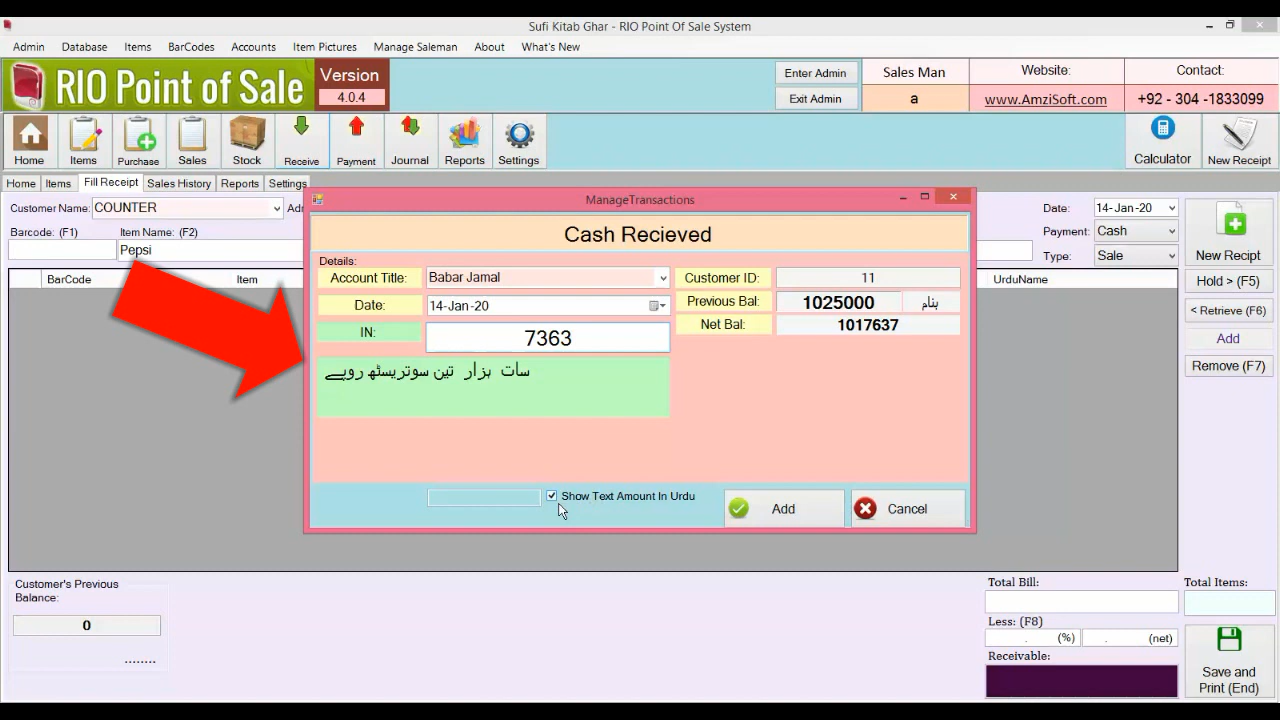 Sufi Kitab Ghar - RIO Point Of Sale System
Admin Database Items BarCodes Accounts Item Pictures Manage Saleman About What's New
RIO Point of Sale
Version
4.0.4
Enter Admin
Exit Admin
Sales Man
a
Website:
www.AmziSoft.com
Contact:
+92 - 304 -1833099
Home Items Purchase Sales Stock Receive Payment Journal Reports Settings Calculator New Receipt
Home Items Fill Receipt Sales History Reports Settings
Customer Name: COUNTER
Barcode: (F1) Item Name: (F2)
Pepsi
Date: 14-Jan-20
Payment: Cash
Type: Sale
BarCode Item UrduName
ManageTransactions
Cash Recieved
Details:
Account Title: Babar Jamal
Date: 14-Jan-20
IN: 7363
سات ہزار تین سوتریسٹھ روپے
Customer ID: 11
Previous Bal: 1025000 بنام
Net Bal: 1017637
Show Text Amount In Urdu
Add
Cancel
New Recipt
Hold > (F5)
< Retrieve (F6)
Add
Remove (F7)
Customer's Previous
Balance:
0
........
Total Bill: Total Items:
Less: (F8)
. (%) . (net)
Receivable:
Save and
Print (End)